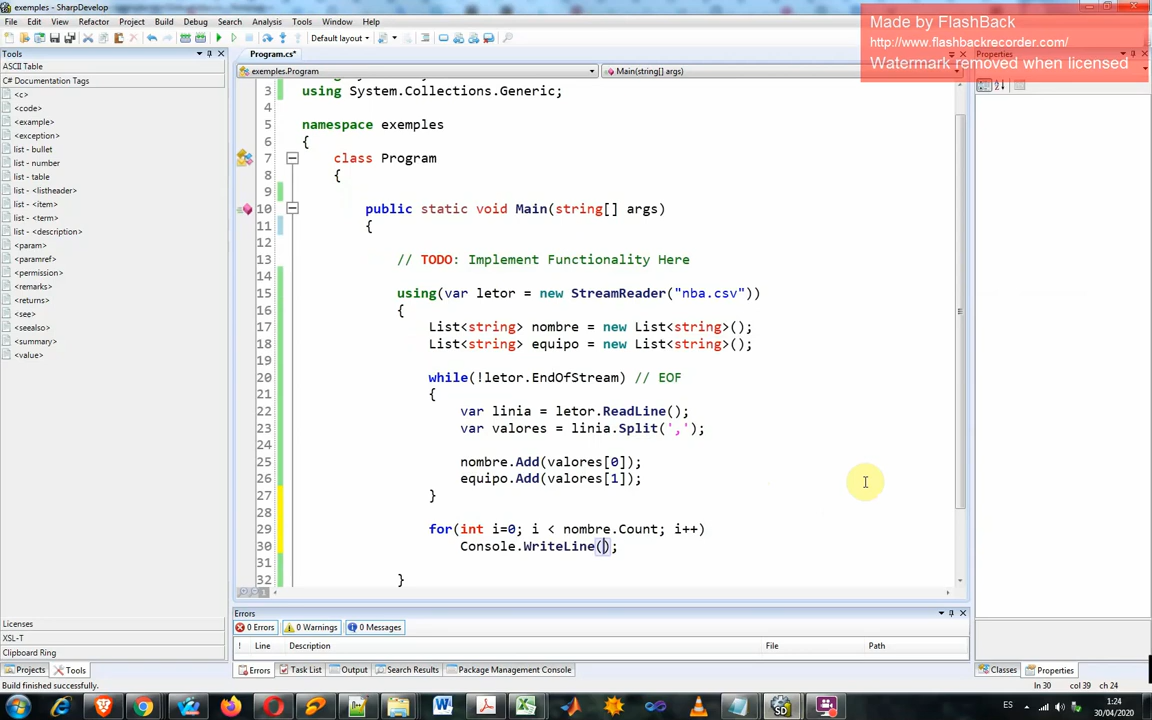 exemples - SharpDevelop
File Edit View Refactor Project Build Debug Search Analysis Tools Window Help
Made by FlashBack
http://www.flashbackrecorder.com/
Watermark removed when licensed
Default layout
Tools
Program.cs*
Properties
ASCII Table
Documentation Tags
exemples.Program
Main(string[] args)
<c>
<code>
<example>
<exception>
list - bullet
list - number
list - table
list - <listheader>
list - <item>
list - <term>
list - <description>
<param>
<paramref>
<permission>
<remarks>
<returns>
<see>
<seealso>
<summary>
<value>
3 using System.Collections.Generic;
4
5 namespace exemples
6 {
7 class Program
8 {
9
10 public static void Main(string[] args)
11 {
12
13 // TODO: Implement Functionality Here
14
15 using(var letor = new StreamReader("nba.csv"))
16 {
17 List<string> nombre = new List<string>();
18 List<string> equipo = new List<string>();
19
20 while(!letor.EndOfStream) // EOF
21 {
22 var linia = letor.ReadLine();
23 var valores = linia.Split(',');
24
25 nombre.Add(valores[0]);
26 equipo.Add(valores[1]);
27 }
28
29 for(int i=0; i < nombre.Count; i++)
30 Console.WriteLine();
31
32 }
Errors
0 Errors 0 Warnings 0 Messages
! Line Description File Path
Licenses
XSL-T
Clipboard Ring
Projects Tools
Errors Task List Output Search Results Package Management Console
Classes Properties
Build finished successfully.
ln 30 col 39 ch 24
ES
1:24
30/04/2020